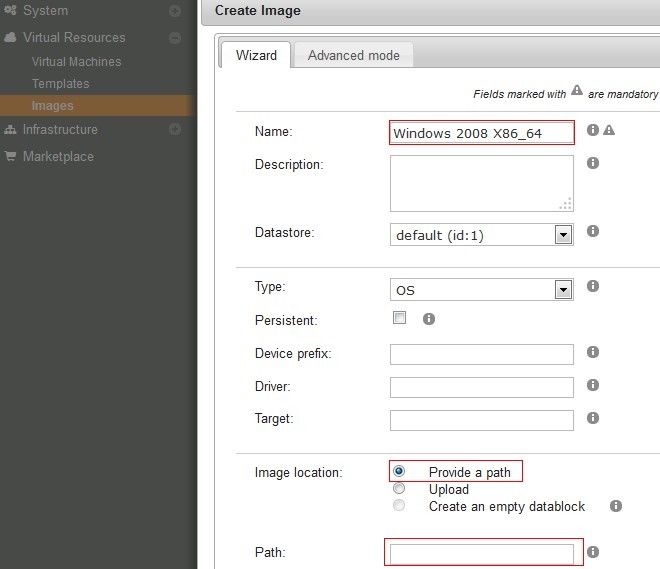 System
Virtual Resources
Virtual Machines
Templates
Images
Infrastructure
Marketplace
Create Image
Wizard
Advanced mode
Fields marked with are mandatory
Name: Windows 2008 X86_64
Description:
Datastore: default (id:1)
Type: OS
Persistent:
Device prefix:
Driver:
Target:
Image location: Provide a path
Upload
Create an empty datablock
Path: